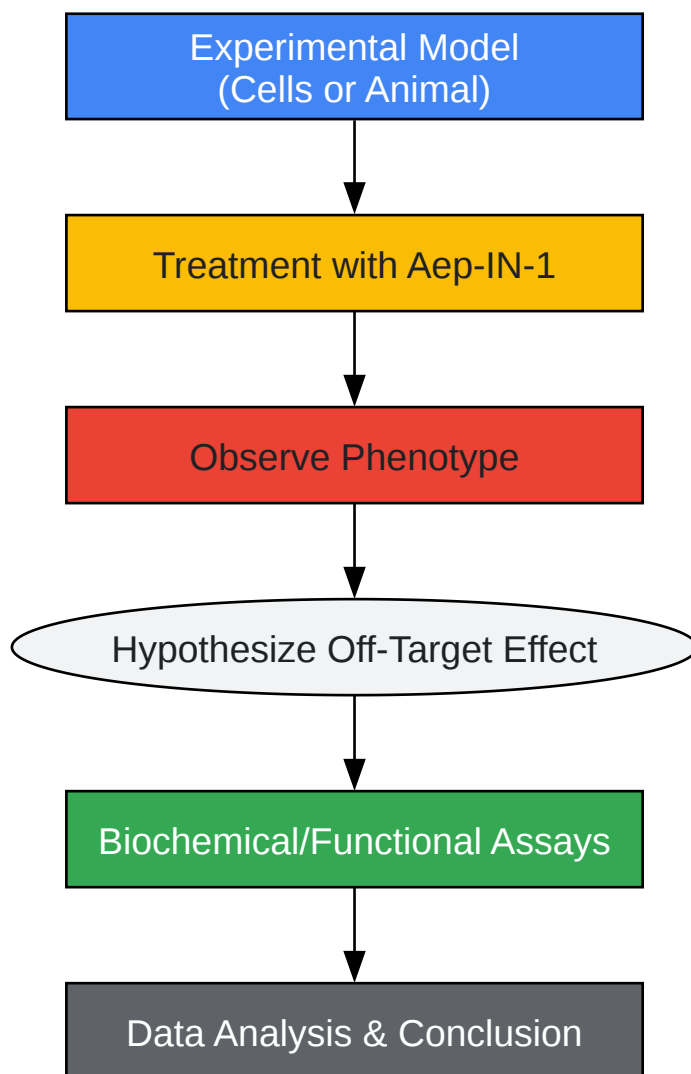 Experimental Model
(Cells or Animal)
Treatment with Aep-IN-1
Observe Phenotype
Hypothesize Off-Target Effect
Biochemical/Functional Assays
Data Analysis & Conclusion